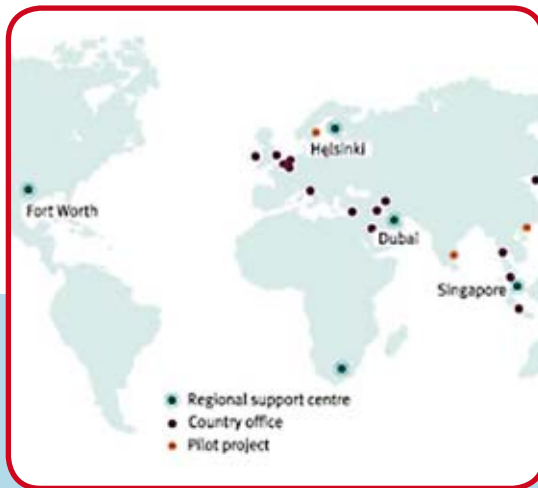 Helsinki
Fort Worth
Dubai
Singapore
Regional support centre
Country office
Pilot project